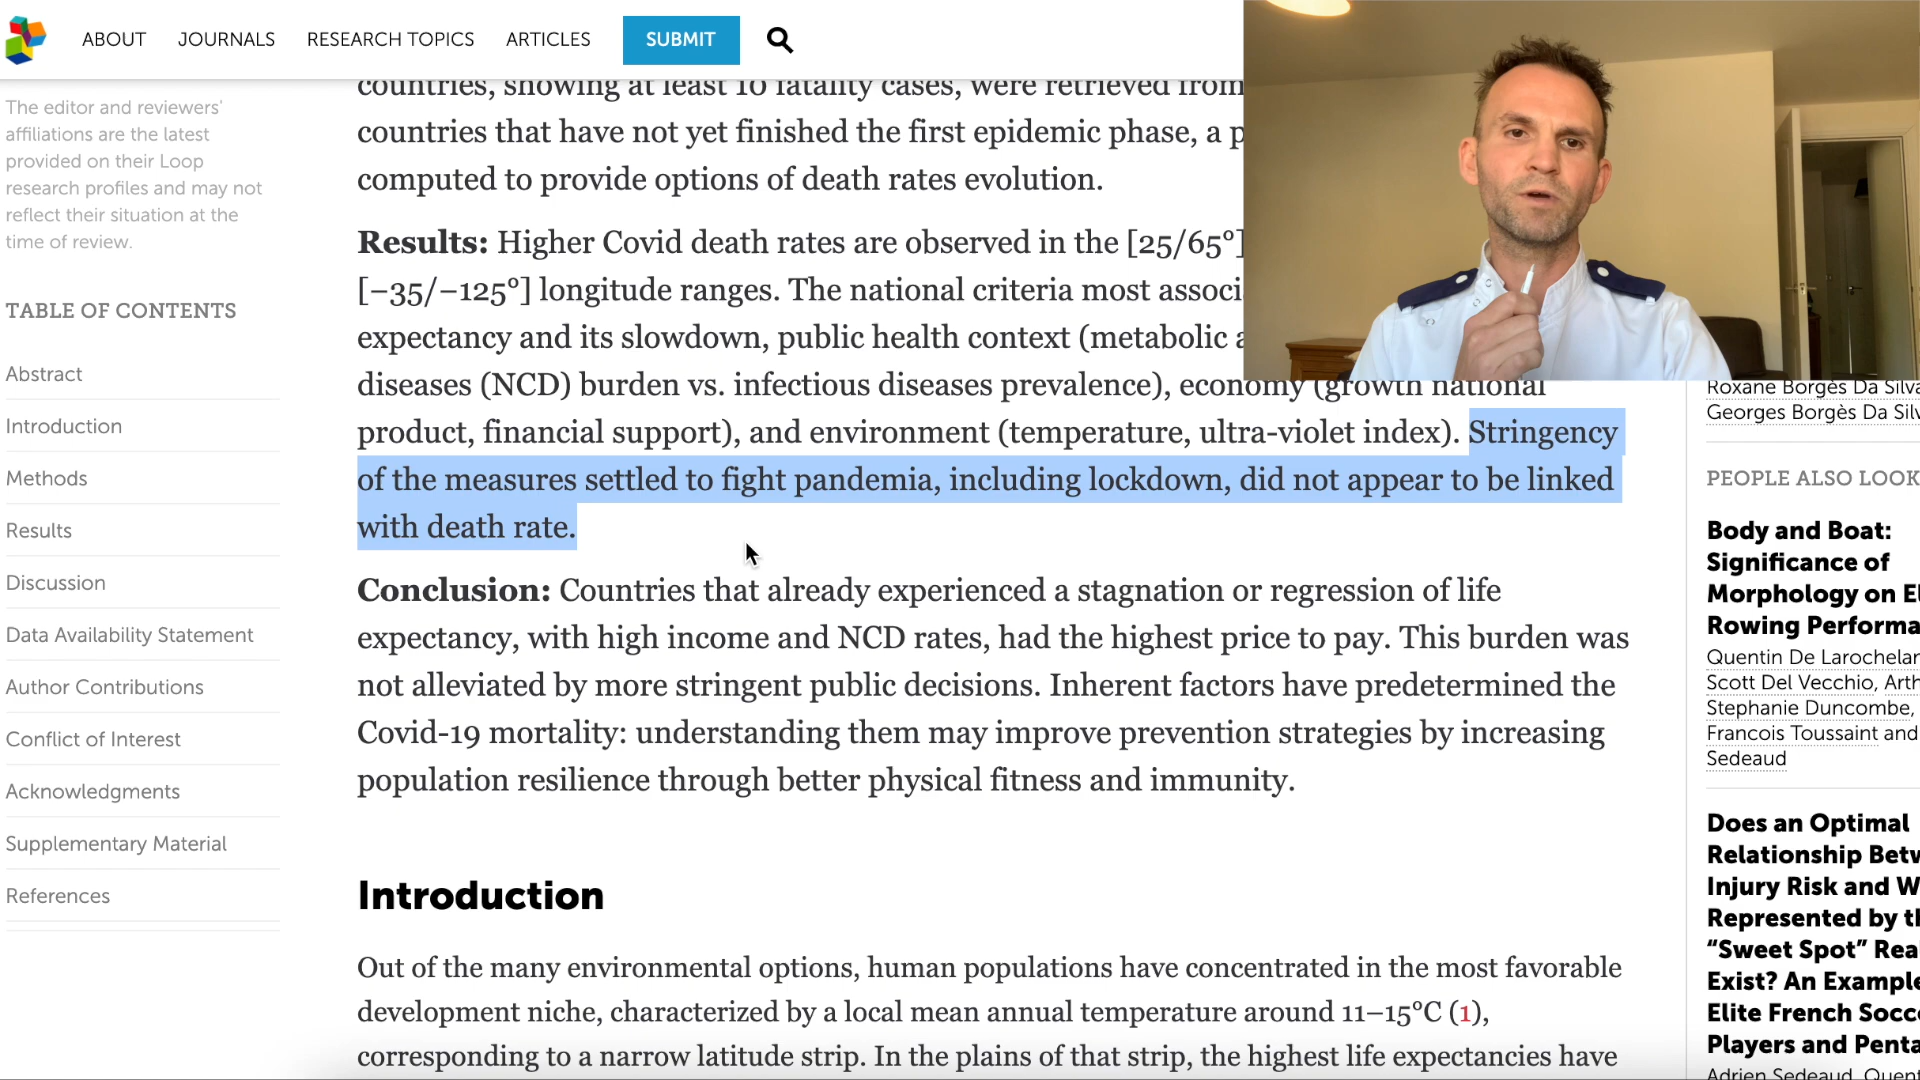 ABOUT JOURNALS RESEARCH TOPICS ARTICLES SUBMIT
The editor and reviewers'
affiliations are the latest
provided on their Loop
research profiles and may not
reflect their situation at the
time of review.
TABLE OF CONTENTS
Abstract
Introduction
Methods
Results
Discussion
Data Availability Statement
Author Contributions
Conflict of Interest
Acknowledgments
Supplementary Material
References
countries, showing at least 10 fatality cases, were retrieved from
countries that have not yet finished the first epidemic phase, a p
computed to provide options of death rates evolution.
Results: Higher Covid death rates are observed in the [25/65°]
[−35/−125°] longitude ranges. The national criteria most associ
expectancy and its slowdown, public health context (metabolic a
diseases (NCD) burden vs. infectious diseases prevalence), economy (growth national
product, financial support), and environment (temperature, ultra-violet index). Stringency
of the measures settled to fight pandemia, including lockdown, did not appear to be linked
with death rate.
Conclusion: Countries that already experienced a stagnation or regression of life
expectancy, with high income and NCD rates, had the highest price to pay. This burden was
not alleviated by more stringent public decisions. Inherent factors have predetermined the
Covid-19 mortality: understanding them may improve prevention strategies by increasing
population resilience through better physical fitness and immunity.
Introduction
Out of the many environmental options, human populations have concentrated in the most favorable
development niche, characterized by a local mean annual temperature around 11–15°C (1),
corresponding to a narrow latitude strip. In the plains of that strip, the highest life expectancies have
Roxane Borgès Da Silva
Georges Borgès Da Silv
PEOPLE ALSO LOOK
Body and Boat:
Significance of
Morphology on El
Rowing Performa
Quentin De Larochelan
Scott Del Vecchio, Arth
Stephanie Duncombe,
Francois Toussaint and
Sedeaud
Does an Optimal
Relationship Betw
Injury Risk and W
Represented by th
“Sweet Spot” Rea
Exist? An Example
Elite French Socc
Players and Penta
Adrien Sedeaud, Quent